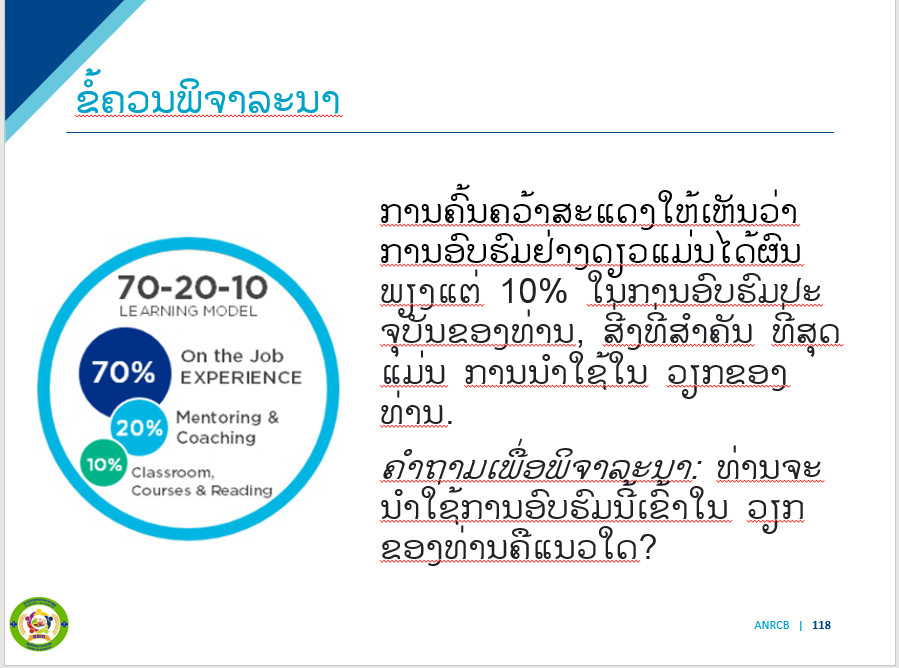 ຂໍ້ຄວນພິຈາລະນາ
70-20-10
LEARNING MODEL
70%
On the Job
EXPERIENCE
20%
Mentoring &
Coaching
10%
Classroom,
Courses & Reading
ການຄົ້ນຄວ້າສະແດງໃຫ້ເຫັນວ່າ
ການອົບຮົມຢ່າງດຽວແມ່ນໄດ້ຜົນ
ພຽງແຕ່ 10% ໃນການອົບຮົມປະ
ຈຸບັນຂອງທ່ານ, ສິ່ງທີ່ສຳຄັນ ທີ່ສຸດ
ແມ່ນ ການນຳໃຊ້ໃນ ວຽກຂອງ
ທ່ານ.
ຄຳຖາມເພື່ອພິຈາລະນາ: ທ່ານຈະ
ນຳໃຊ້ການອົບຮົມນີ້ເຂົ້າໃນ ວຽກ
ຂອງທ່ານຄືແນວໃດ?
ANRCB | 118